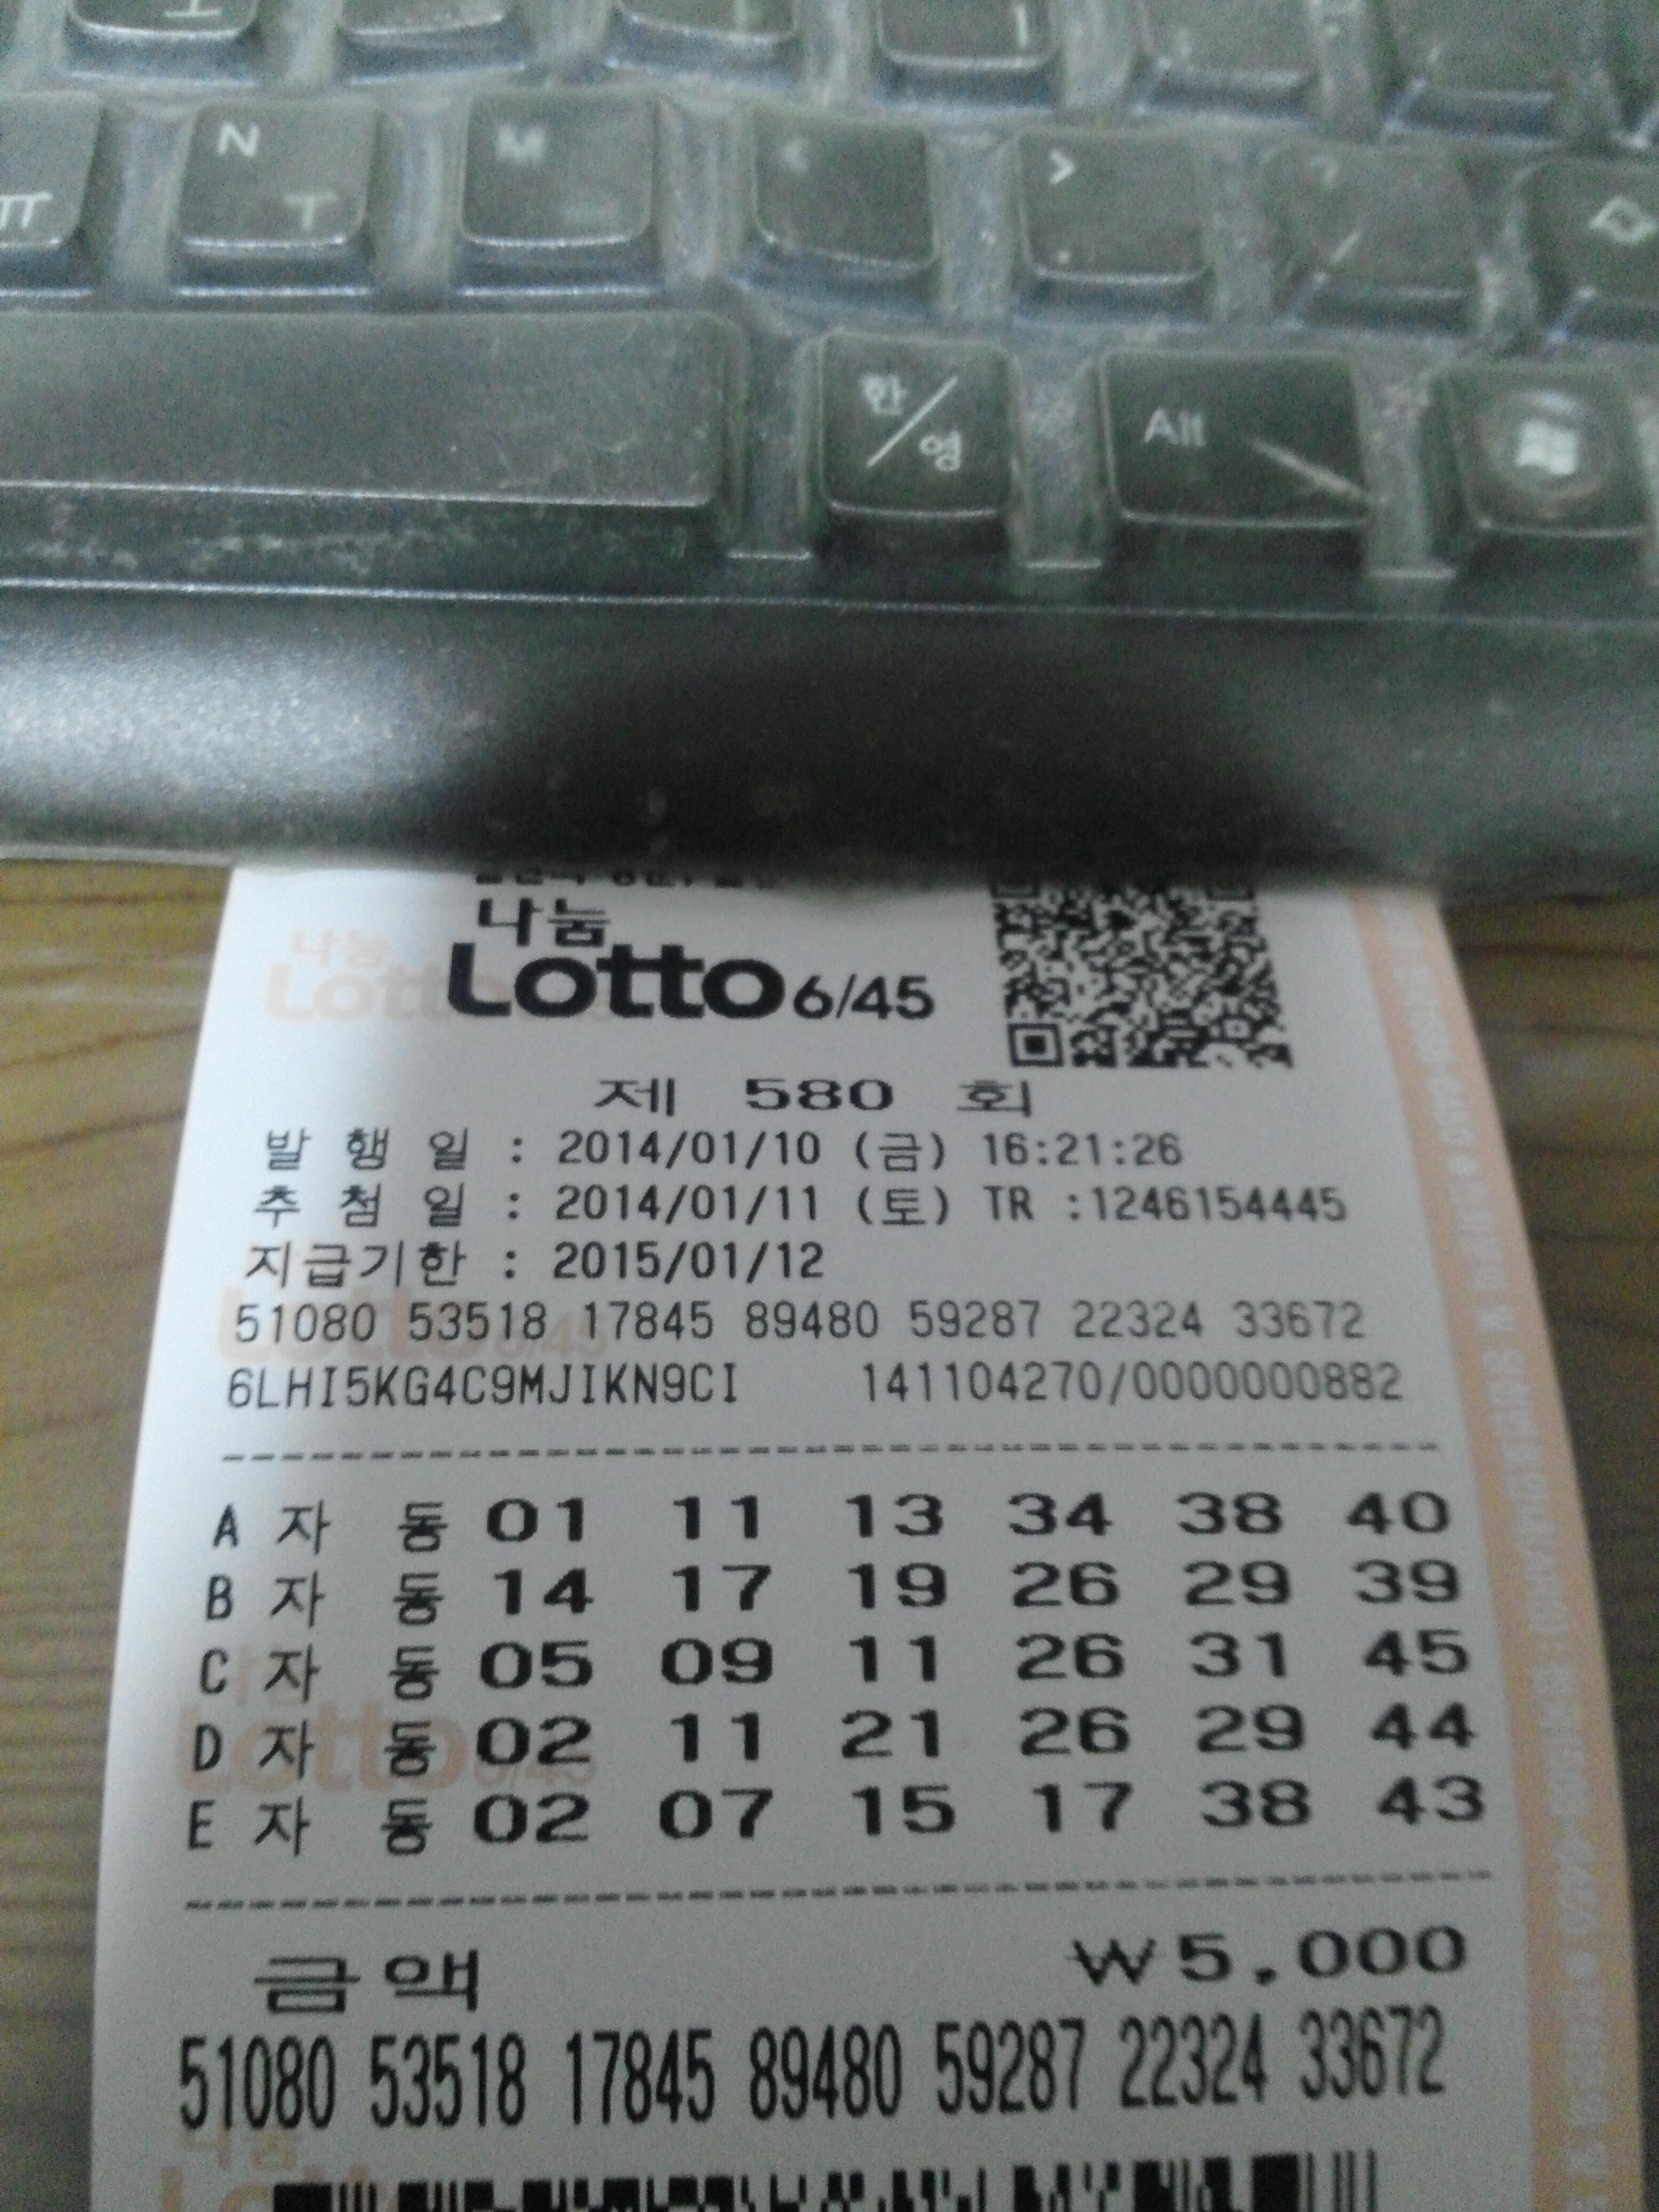 N
ㅠ ㅜ
M
<
>
.
?
/
한/영
Alt
나눔
Lotto 6/45
제 580 회
발 행 일 : 2014/01/10 (금) 16:21:26
추 첨 일 : 2014/01/11 (토) TR :1246154445
지급기한 : 2015/01/12
51080 53518 17845 89480 59287 22324 33672
6LHI5KG4C9MJIKN9CI 141104270/0000000882
A 자 동 01 11 13 34 38 40
B 자 동 14 17 19 26 29 39
C 자 동 05 09 11 26 31 45
D 자 동 02 11 21 26 29 44
E 자 동 02 07 15 17 38 43
금액 ₩5,000
51080 53518 17845 89480 59287 22324 33672